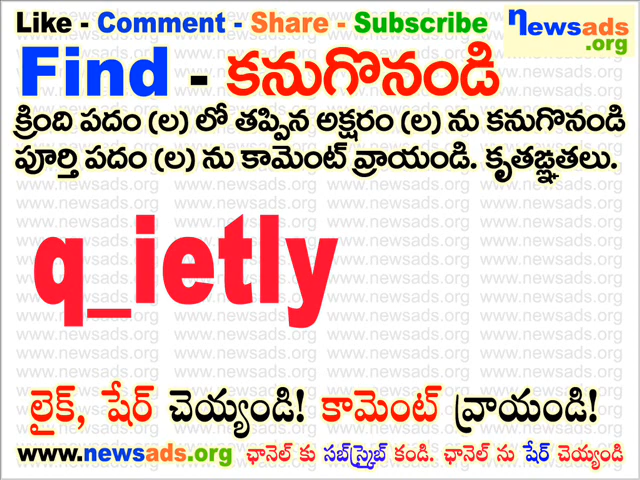 Like - Comment - Share - Subscribe
newsads
.org
Find - కనుగొనండి
క్రింది పదం (ల) లో తప్పిన అక్షరం (ల) ను కనుగొనండి
పూర్తి పదం (ల) ను కామెంట్ వ్రాయండి. కృతఙ్ఞతలు.
q_ietly
లైక్, షేర్ చెయ్యండి! కామెంట్ వ్రాయండి!
www.newsads.org ఛానెల్ కు సబ్‌స్క్రైబ్ కండి. ఛానెల్ ను షేర్ చెయ్యండి